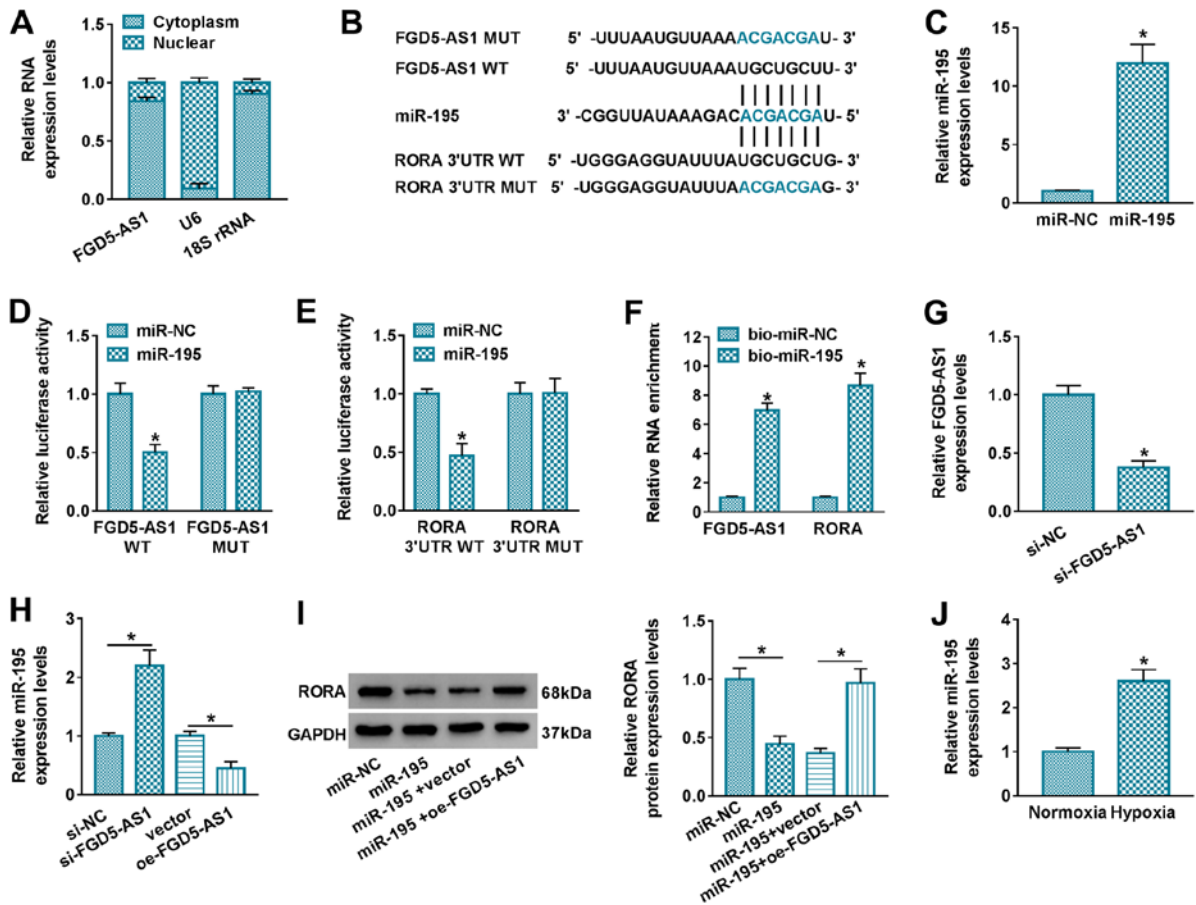 A
Relative RNA
expression levels
Cytoplasm
Nuclear
1.5
1.0
0.5
0.0
FGD5-AS1
U6
18S rRNA
B
FGD5-AS1 MUT 5' -UUUAAUGUUAAAACGACGAU- 3'
FGD5-AS1 WT 5' -UUUAAUGUUAAAUGCUGCUU- 3'
miR-195 3' -CGGUUAUAAAGACACGACGAU- 5'
RORA 3'UTR WT 5' -UGGGAGGUAUUUAUGCUGCUG- 3'
RORA 3'UTR MUT 5' -UGGGAGGUAUUUAACGACGAG- 3'
C
Relative miR-195
expression levels
15
10
5
0
*
miR-NC
miR-195
D
Relative luciferase activity
miR-NC
miR-195
1.5
1.0
0.5
0.0
*
FGD5-AS1
WT
FGD5-AS1
MUT
E
Relative luciferase activity
miR-NC
miR-195
1.5
1.0
0.5
0.0
*
RORA
3'UTR WT
RORA
3'UTR MUT
F
Relative RNA enrichment
bio-miR-NC
bio-miR-195
12
10
8
6
4
2
0
*
*
FGD5-AS1
RORA
G
Relative FGD5-AS1
expression levels
1.5
1.0
0.5
0.0
*
si-NC
si-FGD5-AS1
H
Relative miR-195
expression levels
3
2
1
0
*
*
si-NC
si-FGD5-AS1
vector
oe-FGD5-AS1
I
RORA
68kDa
GAPDH
37kDa
miR-NC
miR-195
miR-195 +vector
miR-195 +oe-FGD5-AS1
Relative RORA
protein expression levels
1.5
1.0
0.5
0.0
*
*
miR-NC
miR-195
miR-195+vector
miR-195+oe-FGD5-AS1
J
Relative miR-195
expression levels
4
3
2
1
0
*
Normoxia
Hypoxia